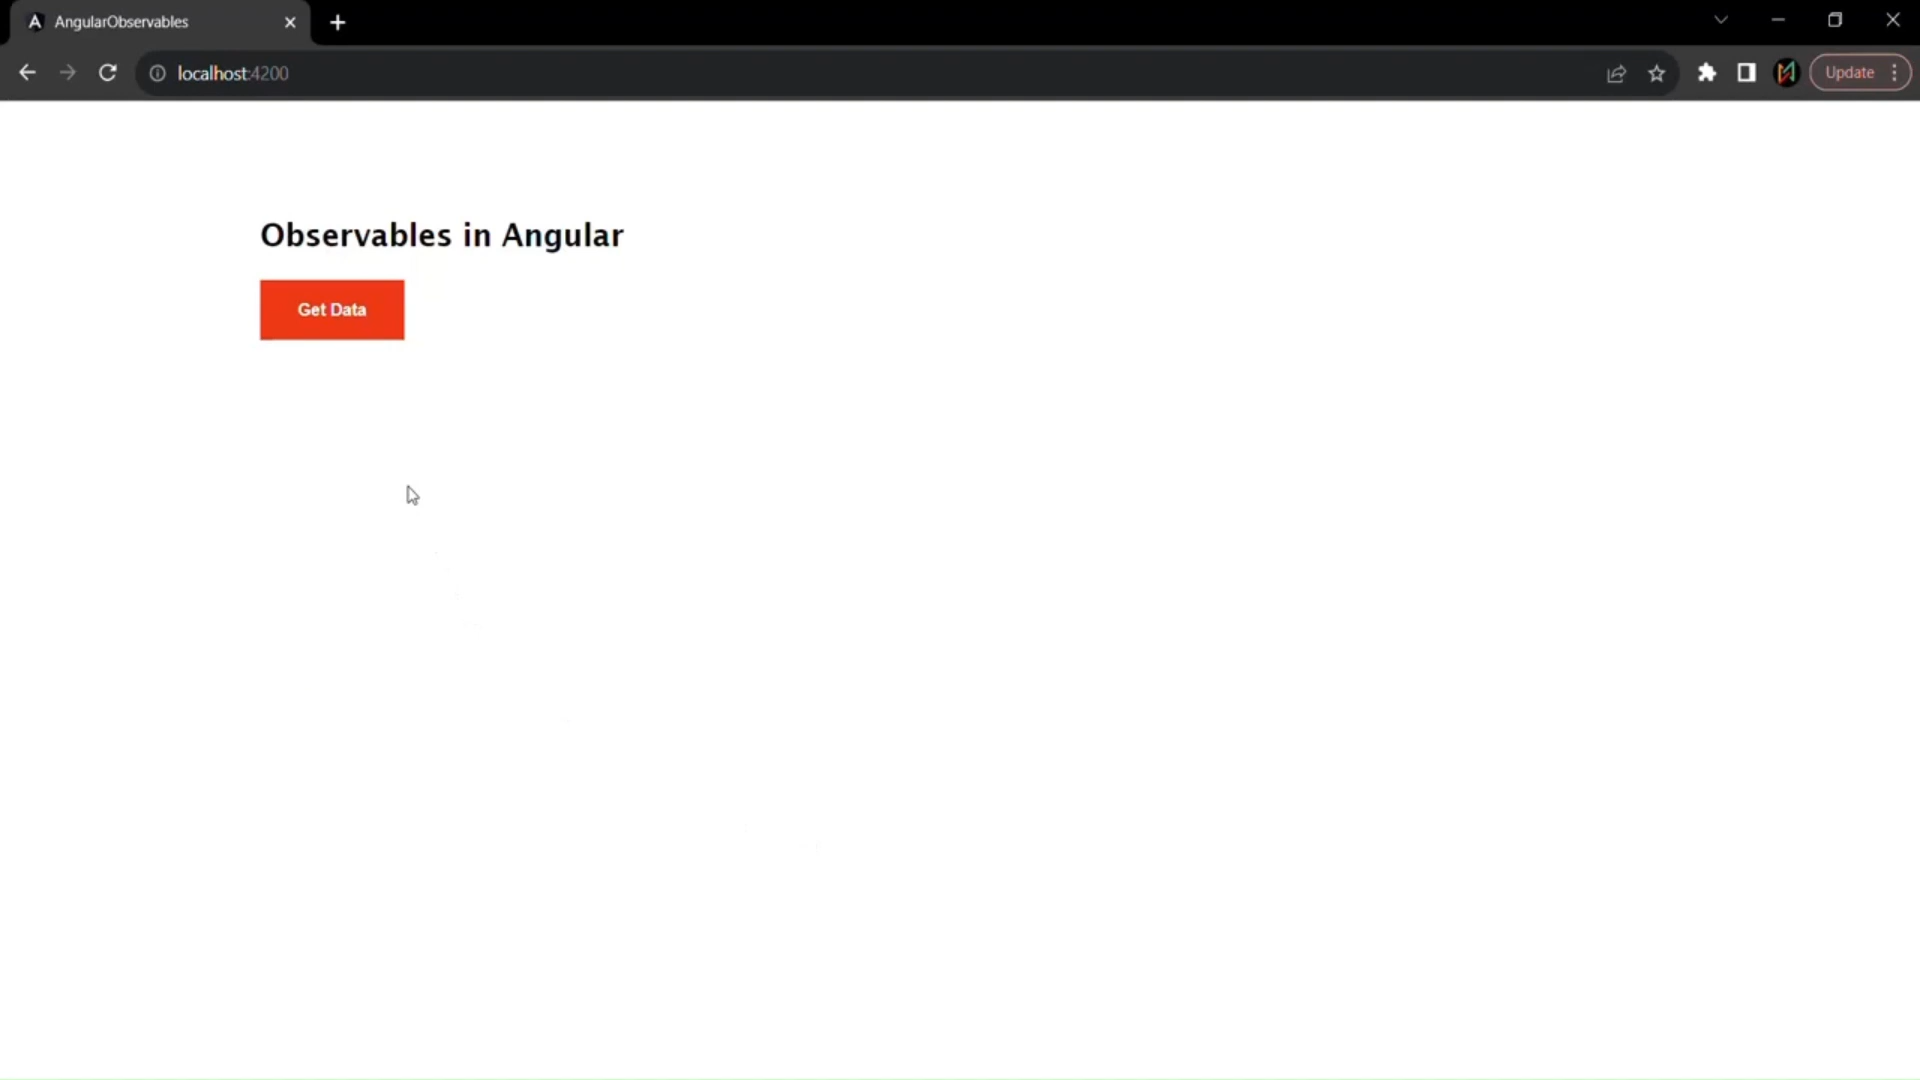 AngularObservables
localhost:4200
Update
Observables in Angular
Get Data